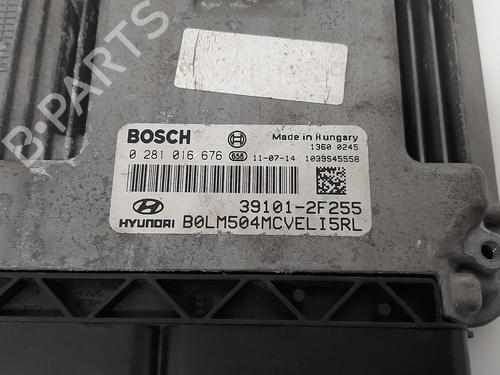 B-PARTS
BOSCH
Made in Hungary
1360 0245
0 281 016 676 658 11-07-14 1039S45558
39101-2F255
HYUNDAI B0LM504MCVELI5RL